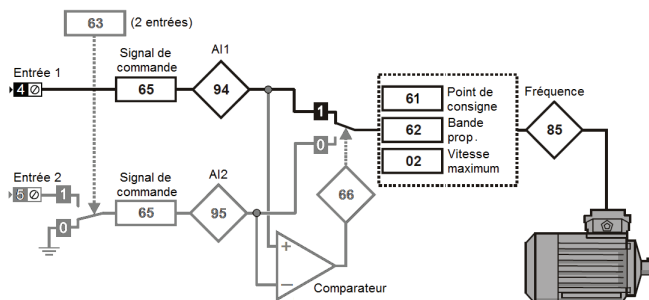 63 (2 entrées)
Signal de
commande
AI1
Entrée 1
4
65
94
1
0
61 Point de
consigne
62 Bande
prop.
02 Vitesse
maximum
Fréquence
85
Entrée 2
5
1
0
Signal de
commande
65
AI2
95
66
+
−
Comparateur